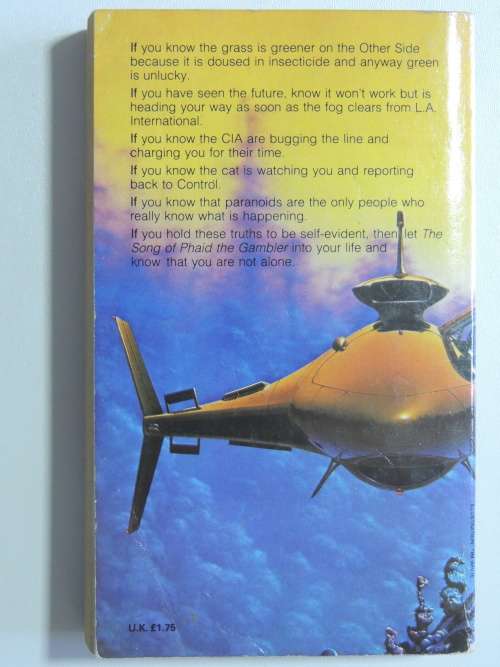 If you know the grass is greener on the Other Side
because it is doused in insecticide and anyway green
is unlucky.
If you have seen the future, know it won't work but is
heading your way as soon as the fog clears from L.A.
International.
If you know the CIA are bugging the line and
charging you for their time.
If you know the cat is watching you and reporting
back to Control.
If you know that paranoids are the only people who
really know what is happening.
If you hold these truths to be self-evident, then let The
Song of Phaid the Gambler into your life and
know that you are not alone.
U.K. £1.75